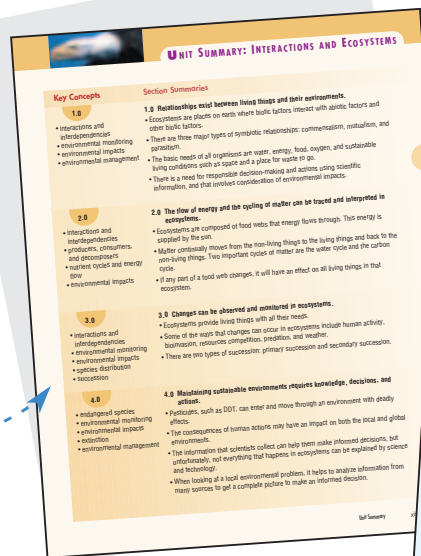 UNIT SUMMARY: INTERACTIONS AND ECOSYSTEMS
Key Concepts
Section Summaries
1.0
• interactions and
interdependencies
• environmental monitoring
• environmental impacts
• environmental management
1.0 Relationships exist between living things and their environments.
• Ecosystems are places on earth where biotic factors interact with abiotic factors and
other biotic factors.
• There are three major types of symbiotic relationships: commensalism, mutualism, and
parasitism.
• The basic needs of all organisms are water, energy, food, oxygen, and sustainable
living conditions such as space and a place for waste to go.
• There is a need for responsible decision-making and actions using scientific
information, and that involves consideration of environmental impacts.
2.0
• interactions and
interdependencies
• producers, consumers,
and decomposers
• nutrient cycles and energy
flow
• environmental impacts
2.0 The flow of energy and the cycling of matter can be traced and interpreted in
ecosystems.
• Ecosystems are composed of food webs that energy flows through. This energy is
supplied by the sun.
• Matter continually moves from the non-living things to the living things and back to the
non-living things. Two important cycles of matter are the water cycle and the carbon
cycle.
• If any part of a food web changes, it will have an effect on all living things in that
ecosystem.
3.0
• interactions and
interdependencies
• environmental monitoring
• environmental impacts
• species distribution
• succession
3.0 Changes can be observed and monitored in ecosystems.
• Ecosystems provide living things with all their needs.
• Some of the ways that changes can occur in ecosystems include human activity,
bioinvasion, resources competition, predation, and weather.
• There are two types of succession: primary succession and secondary succession.
4.0
• endangered species
• environmental monitoring
• environmental impacts
• extinction
• environmental management
4.0 Maintaining sustainable environments requires knowledge, decisions, and
actions.
• Pesticides, such as DDT, can enter and move through an environment with deadly
effects.
• The consequences of human actions may have an impact on both the local and global
environments.
• The information that scientists collect can help them make informed decisions, but
unfortunately, not everything that happens in ecosystems can be explained by science
and technology.
• When looking at a local environmental problem, it helps to analyze information from
many sources to get a complete picture to make an informed decision.
Unit Summary